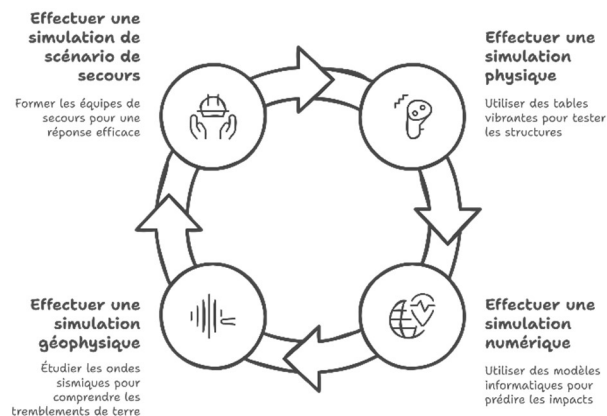 Effectuer une
simulation de
scénario de
secours
Former les équipes de
secours pour une
réponse efficace
Effectuer une
simulation
physique
Utiliser des tables
vibrantes pour tester
les structures
Effectuer une
simulation
géophysique
Étudier les ondes
sismiques pour
comprendre les
tremblements de terre
Effectuer une
simulation
numérique
Utiliser des modèles
informatiques pour
prédire les impacts